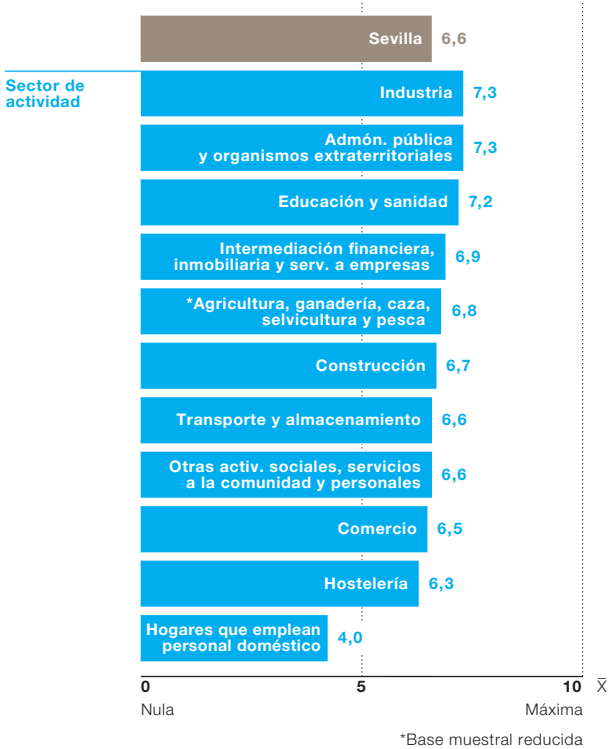 Sevilla 6,6
Sector de
actividad
Industria 7,3
Admón. pública
y organismos extraterritoriales 7,3
Educación y sanidad 7,2
Intermediación financiera,
inmobiliaria y serv. a empresas 6,9
*Agricultura, ganadería, caza,
selvicultura y pesca 6,8
Construcción 6,7
Transporte y almacenamiento 6,6
Otras activ. sociales, servicios
a la comunidad y personales 6,6
Comercio 6,5
Hostelería 6,3
Hogares que emplean
personal doméstico 4,0
0 5 10 X̅
Nula Máxima
*Base muestral reducida